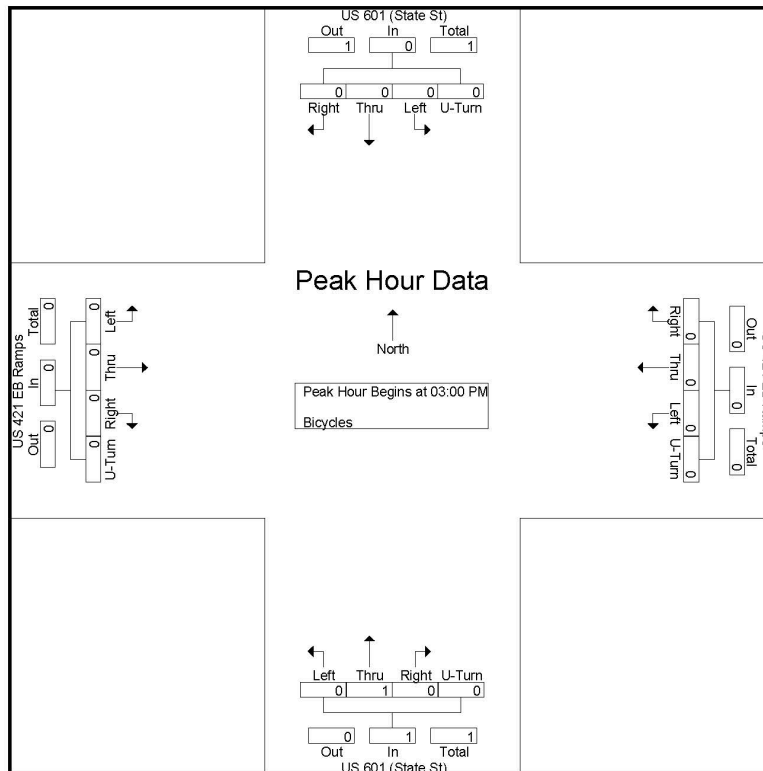 US 601 (State St)
Out In Total
1 0 1
0 0 0 0
Right Thru Left U-Turn
Peak Hour Data
North
Peak Hour Begins at 03:00 PM
Bicycles
US 421 EB Ramps
Out In Total
0 0 0
0 0 0 0
U-Turn Right Thru Left
Out In Total
0 0 0
0 0 0 0
Right Thru Left U-Turn
Left Thru Right U-Turn
0 1 0 0
0 1 1
Out In Total
US 601 (State St)